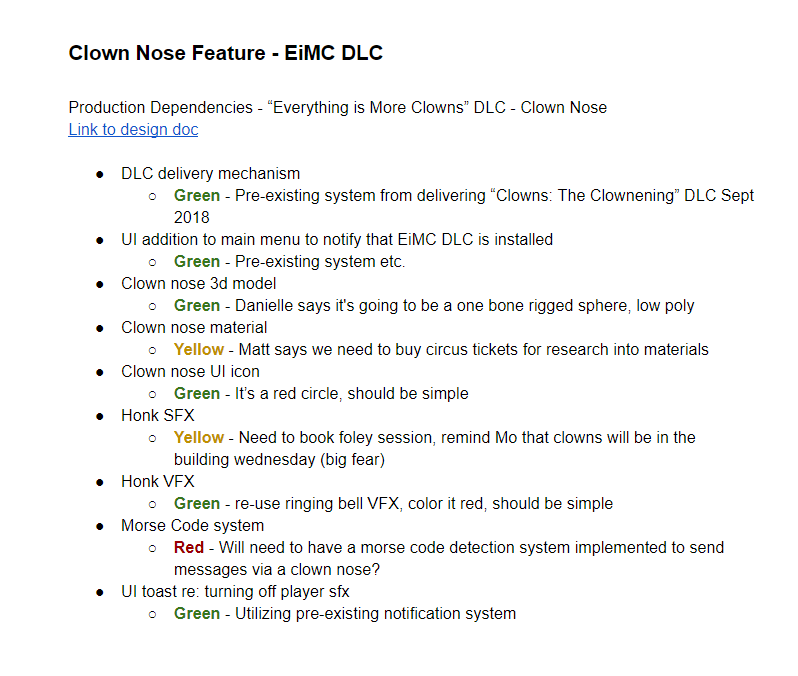 Clown Nose Feature - EiMC DLC
Production Dependencies - “Everything is More Clowns” DLC - Clown Nose
Link to design doc
● DLC delivery mechanism
○ Green - Pre-existing system from delivering “Clowns: The Clownening” DLC Sept
2018
● UI addition to main menu to notify that EiMC DLC is installed
○ Green - Pre-existing system etc.
● Clown nose 3d model
○ Green - Danielle says it's going to be a one bone rigged sphere, low poly
● Clown nose material
○ Yellow - Matt says we need to buy circus tickets for research into materials
● Clown nose UI icon
○ Green - It’s a red circle, should be simple
● Honk SFX
○ Yellow - Need to book foley session, remind Mo that clowns will be in the
building wednesday (big fear)
● Honk VFX
○ Green - re-use ringing bell VFX, color it red, should be simple
● Morse Code system
○ Red - Will need to have a morse code detection system implemented to send
messages via a clown nose?
● UI toast re: turning off player sfx
○ Green - Utilizing pre-existing notification system